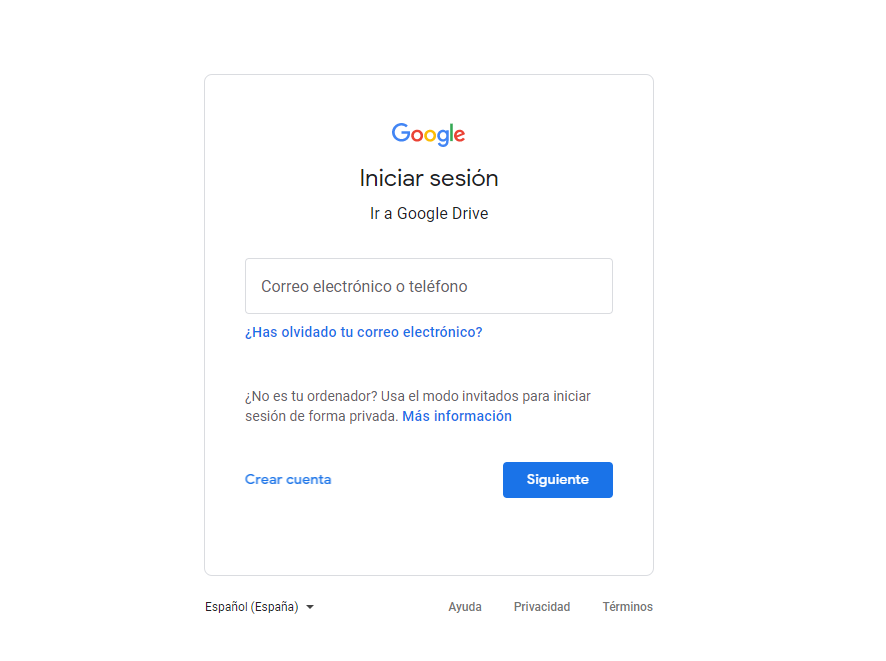 Google
Iniciar sesión
Ir a Google Drive
Correo electrónico o teléfono
¿Has olvidado tu correo electrónico?
¿No es tu ordenador? Usa el modo invitados para iniciar
sesión de forma privada. Más información
Crear cuenta
Siguiente
Español (España)
Ayuda
Privacidad
Términos